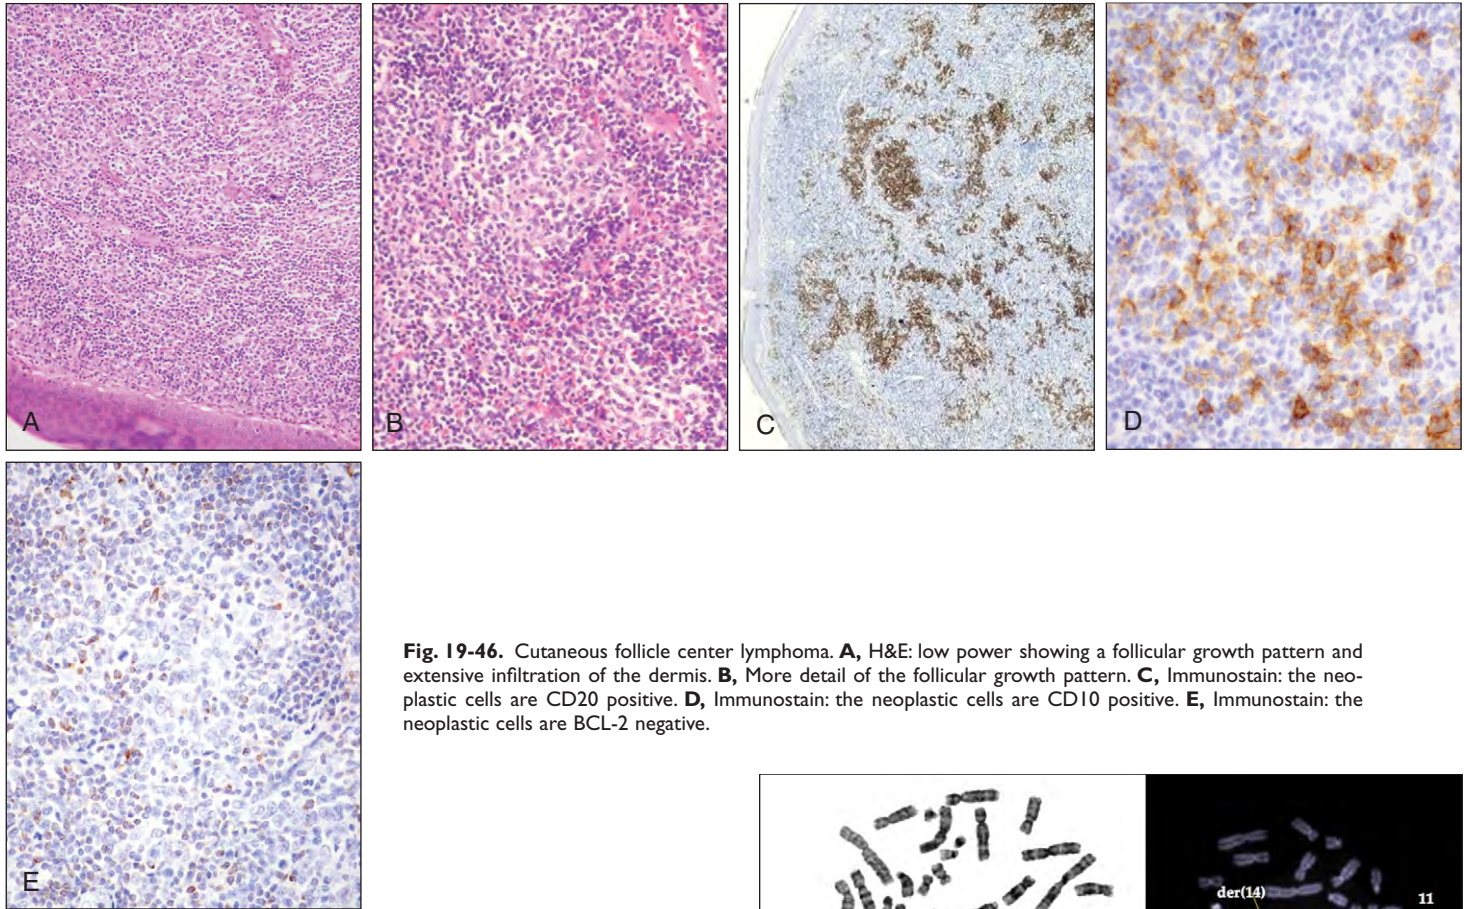 A
B
C
D
E
Fig. 19-46. Cutaneous follicle center lymphoma. A, H&E: low power showing a follicular growth pattern and
extensive infiltration of the dermis. B, More detail of the follicular growth pattern. C, Immunostain: the neo-
plastic cells are CD20 positive. D, Immunostain: the neoplastic cells are CD10 positive. E, Immunostain: the
neoplastic cells are BCL-2 negative.
der(14)
11